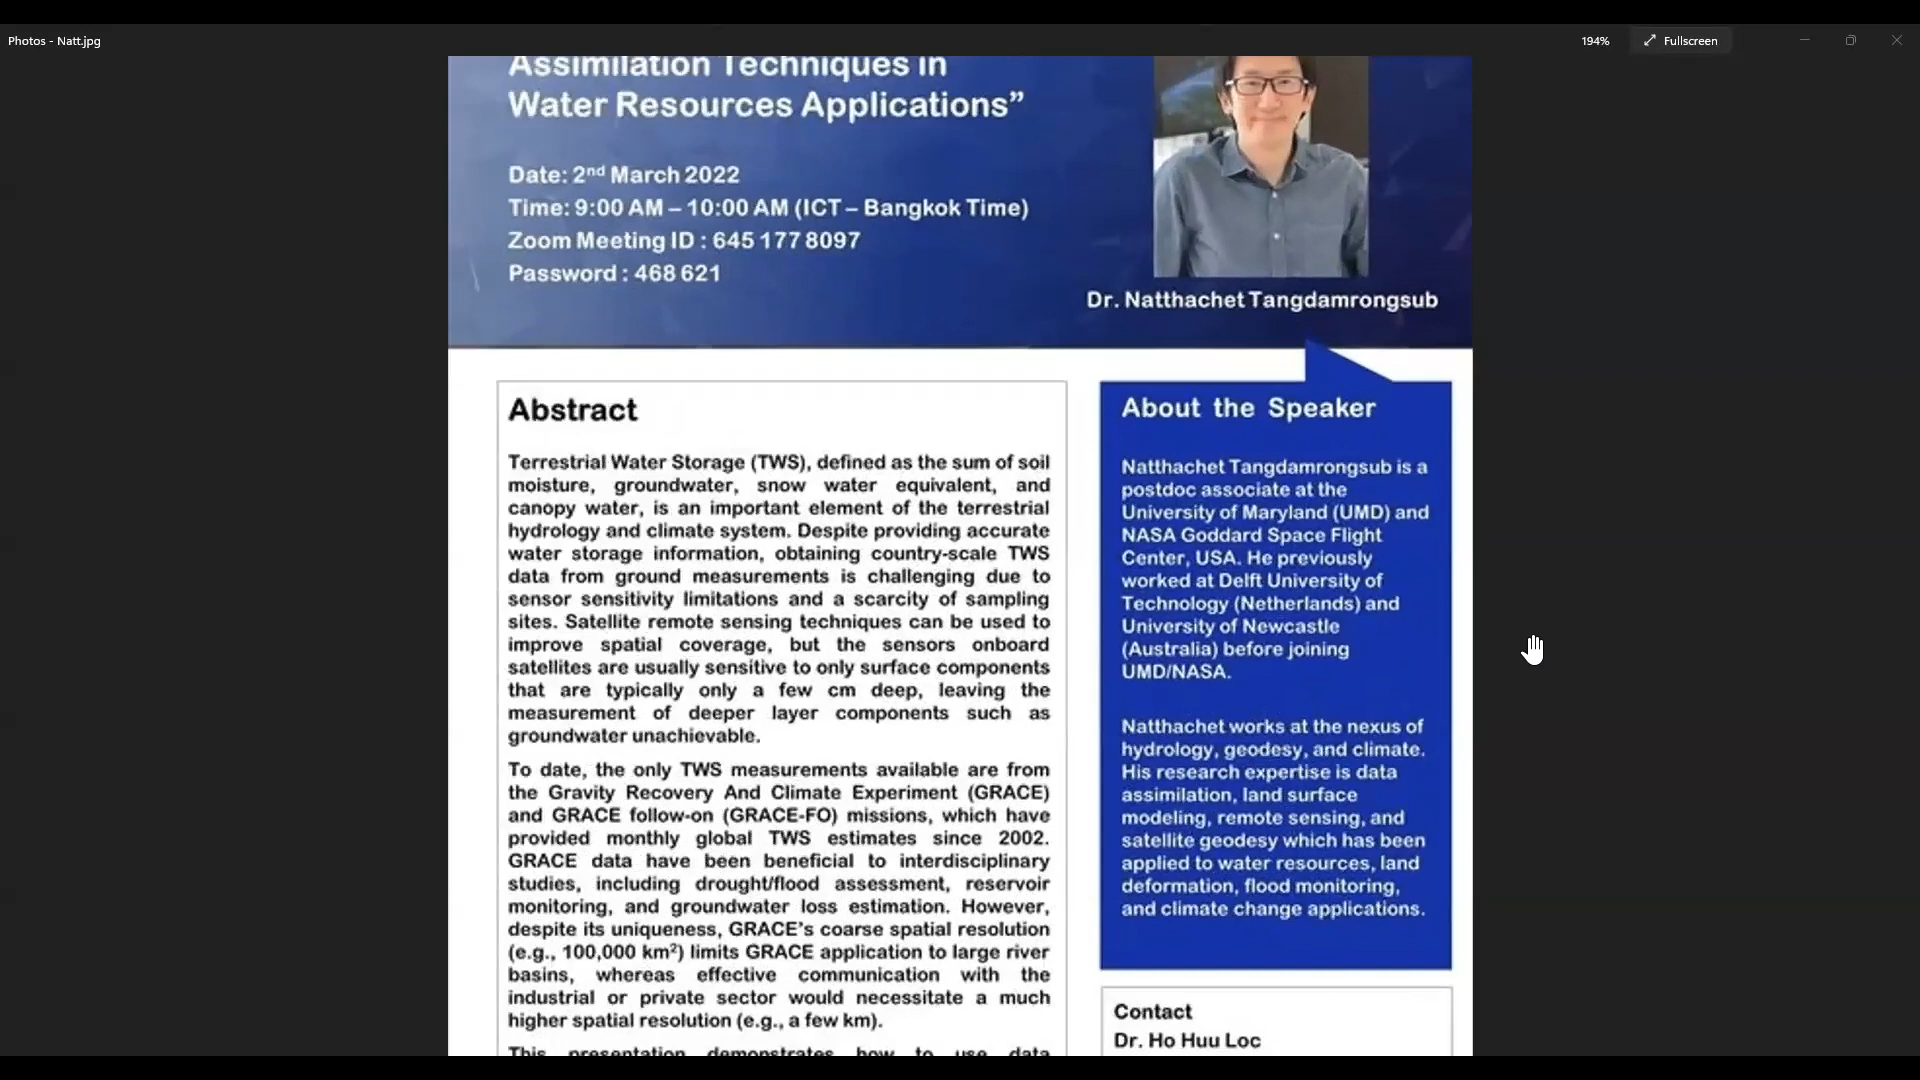 Photos - Natt.jpg
194%
Fullscreen
Assimilation Techniques in
Water Resources Applications”
Date: 2nd March 2022
Time: 9:00 AM – 10:00 AM (ICT – Bangkok Time)
Zoom Meeting ID : 645 177 8097
Password : 468 621
Dr. Natthachet Tangdamrongsub
Abstract
Terrestrial Water Storage (TWS), defined as the sum of soil
moisture, groundwater, snow water equivalent, and
canopy water, is an important element of the terrestrial
hydrology and climate system. Despite providing accurate
water storage information, obtaining country-scale TWS
data from ground measurements is challenging due to
sensor sensitivity limitations and a scarcity of sampling
sites. Satellite remote sensing techniques can be used to
improve spatial coverage, but the sensors onboard
satellites are usually sensitive to only surface components
that are typically only a few cm deep, leaving the
measurement of deeper layer components such as
groundwater unachievable.
To date, the only TWS measurements available are from
the Gravity Recovery And Climate Experiment (GRACE)
and GRACE follow-on (GRACE-FO) missions, which have
provided monthly global TWS estimates since 2002.
GRACE data have been beneficial to interdisciplinary
studies, including drought/flood assessment, reservoir
monitoring, and groundwater loss estimation. However,
despite its uniqueness, GRACE’s coarse spatial resolution
(e.g., 100,000 km²) limits GRACE application to large river
basins, whereas effective communication with the
industrial or private sector would necessitate a much
higher spatial resolution (e.g., a few km).
This presentation demonstrates how to use data
About the Speaker
Natthachet Tangdamrongsub is a
postdoc associate at the
University of Maryland (UMD) and
NASA Goddard Space Flight
Center, USA. He previously
worked at Delft University of
Technology (Netherlands) and
University of Newcastle
(Australia) before joining
UMD/NASA.
Natthachet works at the nexus of
hydrology, geodesy, and climate.
His research expertise is data
assimilation, land surface
modeling, remote sensing, and
satellite geodesy which has been
applied to water resources, land
deformation, flood monitoring,
and climate change applications.
Contact
Dr. Ho Huu Loc